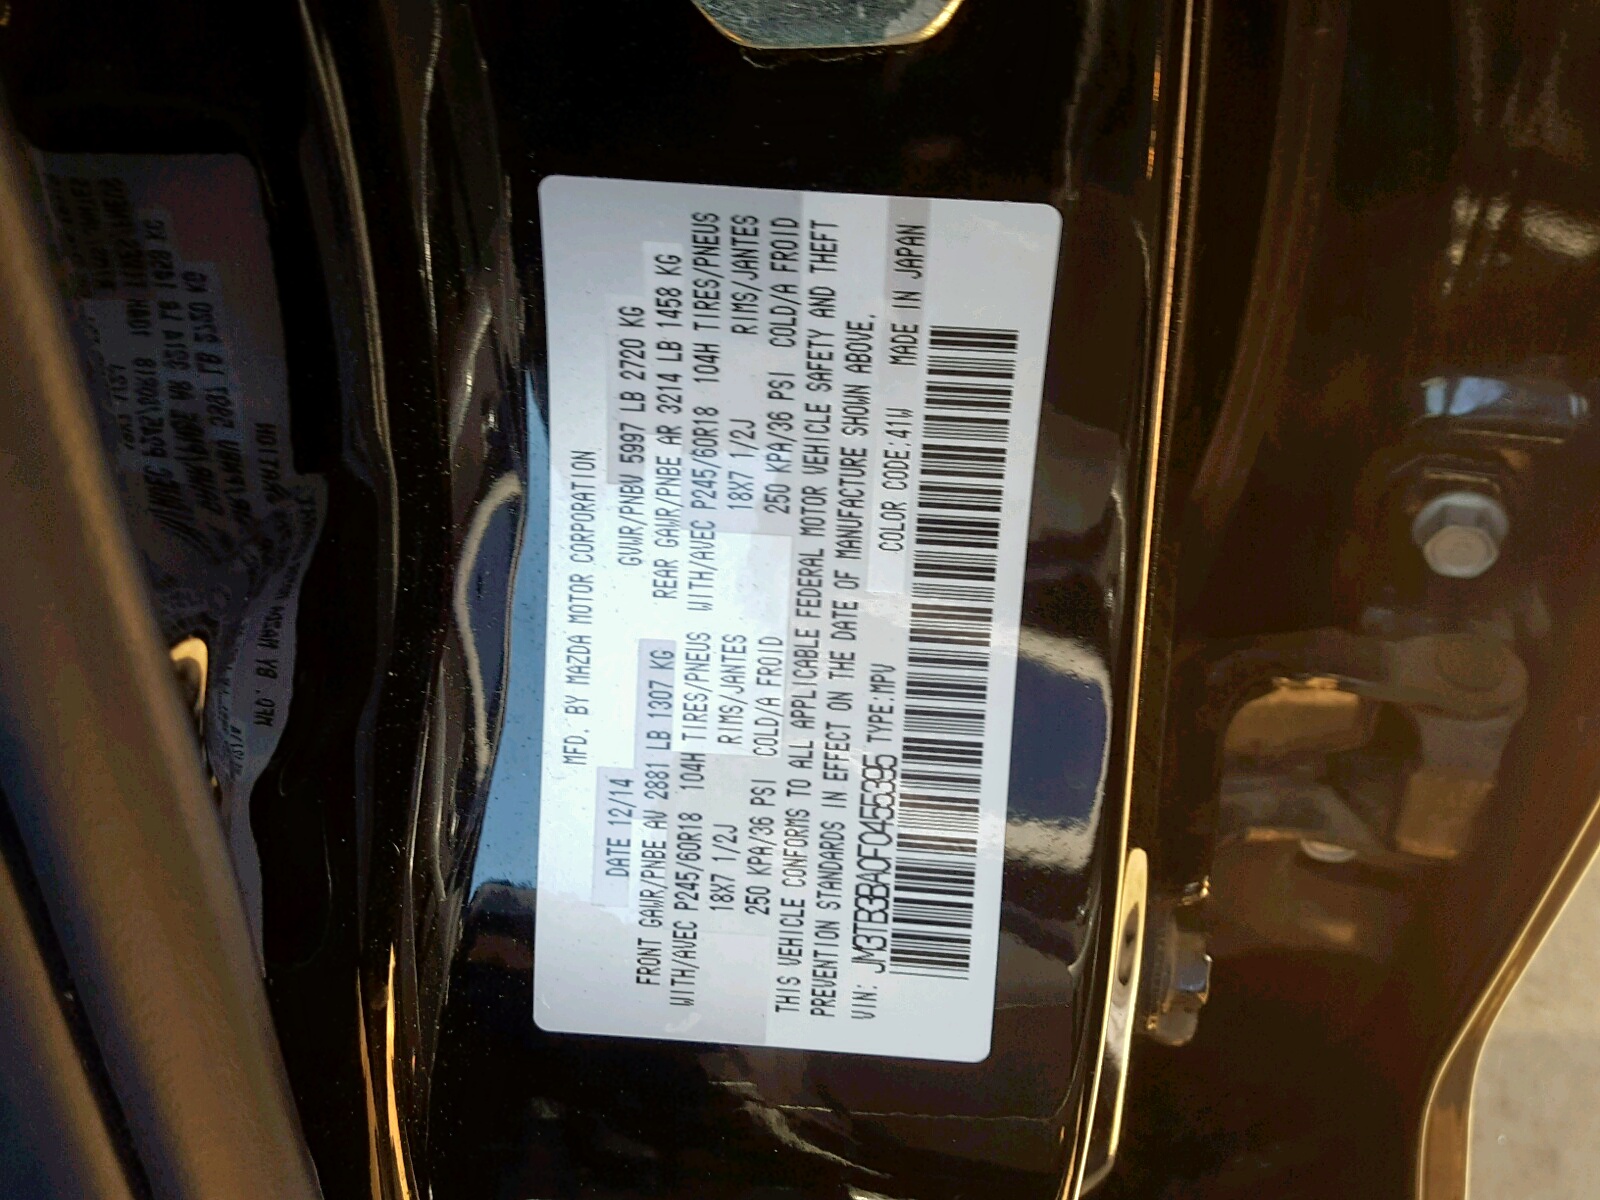 MFD. BY MAZDA MOTOR CORPORATION
DATE 12/14 GVWR/PNBV 5997 LB 2720 KG
FRONT GAWR/PNBE AV 2881 LB 1307 KG REAR GAWR/PNBE AR 3214 LB 1458 KG
WITH/AVEC P245/60R18 104H TIRES/PNEUS WITH/AVEC P245/60R18 104H TIRES/PNEUS
18X7 1/2J RIMS/JANTES 18X7 1/2J RIMS/JANTES
250 KPA/36 PSI COLD/A FROID 250 KPA/36 PSI COLD/A FROID
THIS VEHICLE CONFORMS TO ALL APPLICABLE FEDERAL MOTOR VEHICLE SAFETY AND THEFT
PREVENTION STANDARDS IN EFFECT ON THE DATE OF MANUFACTURE SHOWN ABOVE.
VIN: JM3TB3BA0F0455395 TYPE:MPV COLOR CODE:41W MADE IN JAPAN